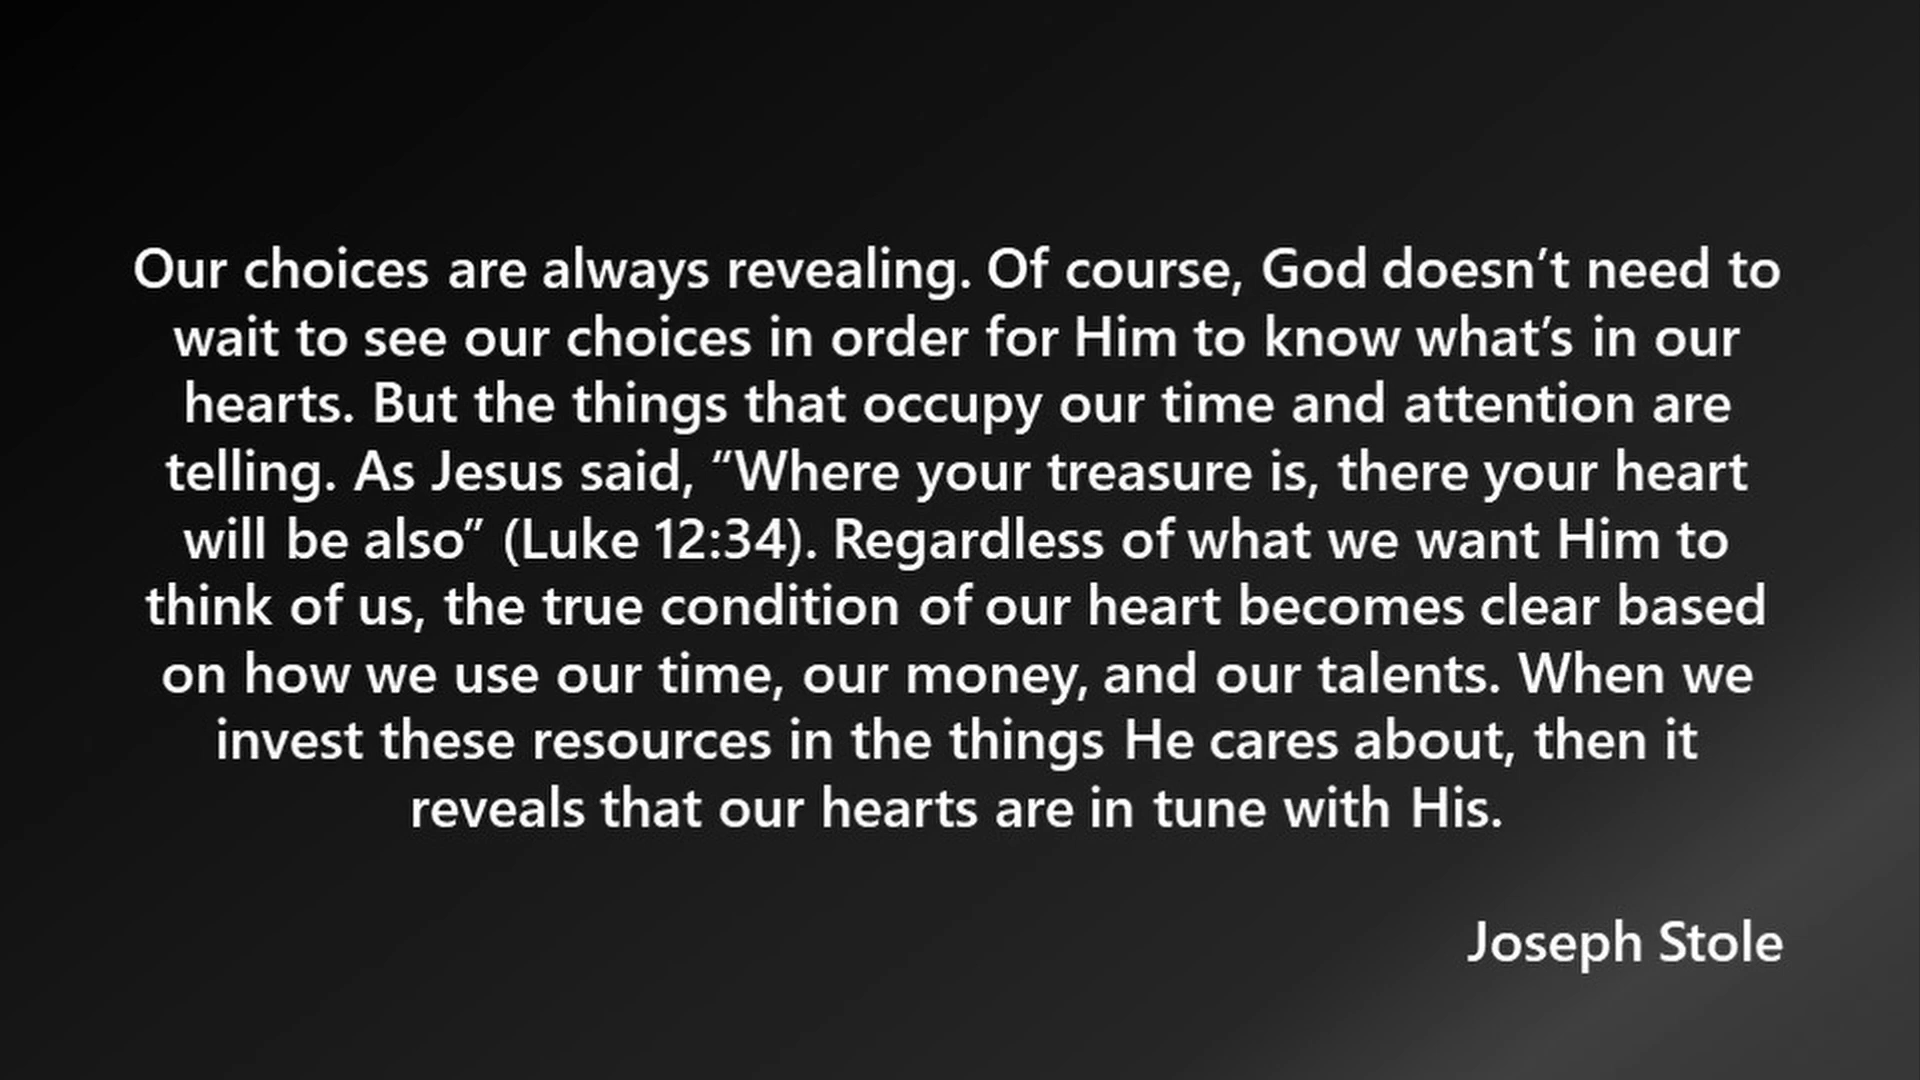 Our choices are always revealing. Of course, God doesn’t need to
wait to see our choices in order for Him to know what’s in our
hearts. But the things that occupy our time and attention are
telling. As Jesus said, “Where your treasure is, there your heart
will be also” (Luke 12:34). Regardless of what we want Him to
think of us, the true condition of our heart becomes clear based
on how we use our time, our money, and our talents. When we
invest these resources in the things He cares about, then it
reveals that our hearts are in tune with His.
Joseph Stole